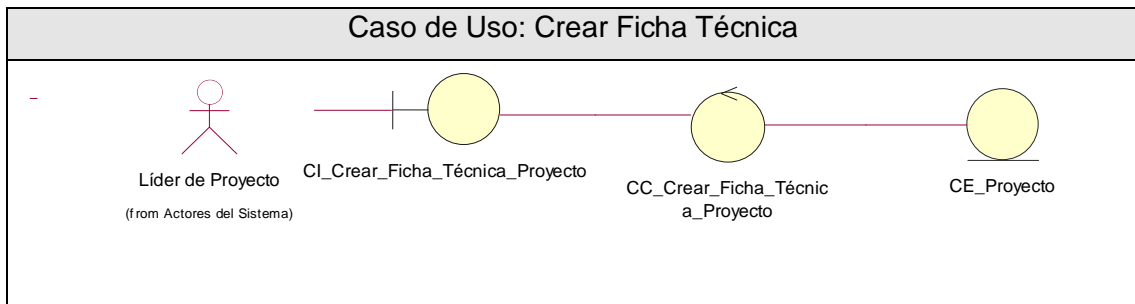 Caso de Uso: Crear Ficha Técnica
Líder de Proyecto
(from Actores del Sistema)
CI_Crear_Ficha_Técnica_Proyecto
CC_Crear_Ficha_Técnic
a_Proyecto
CE_Proyecto